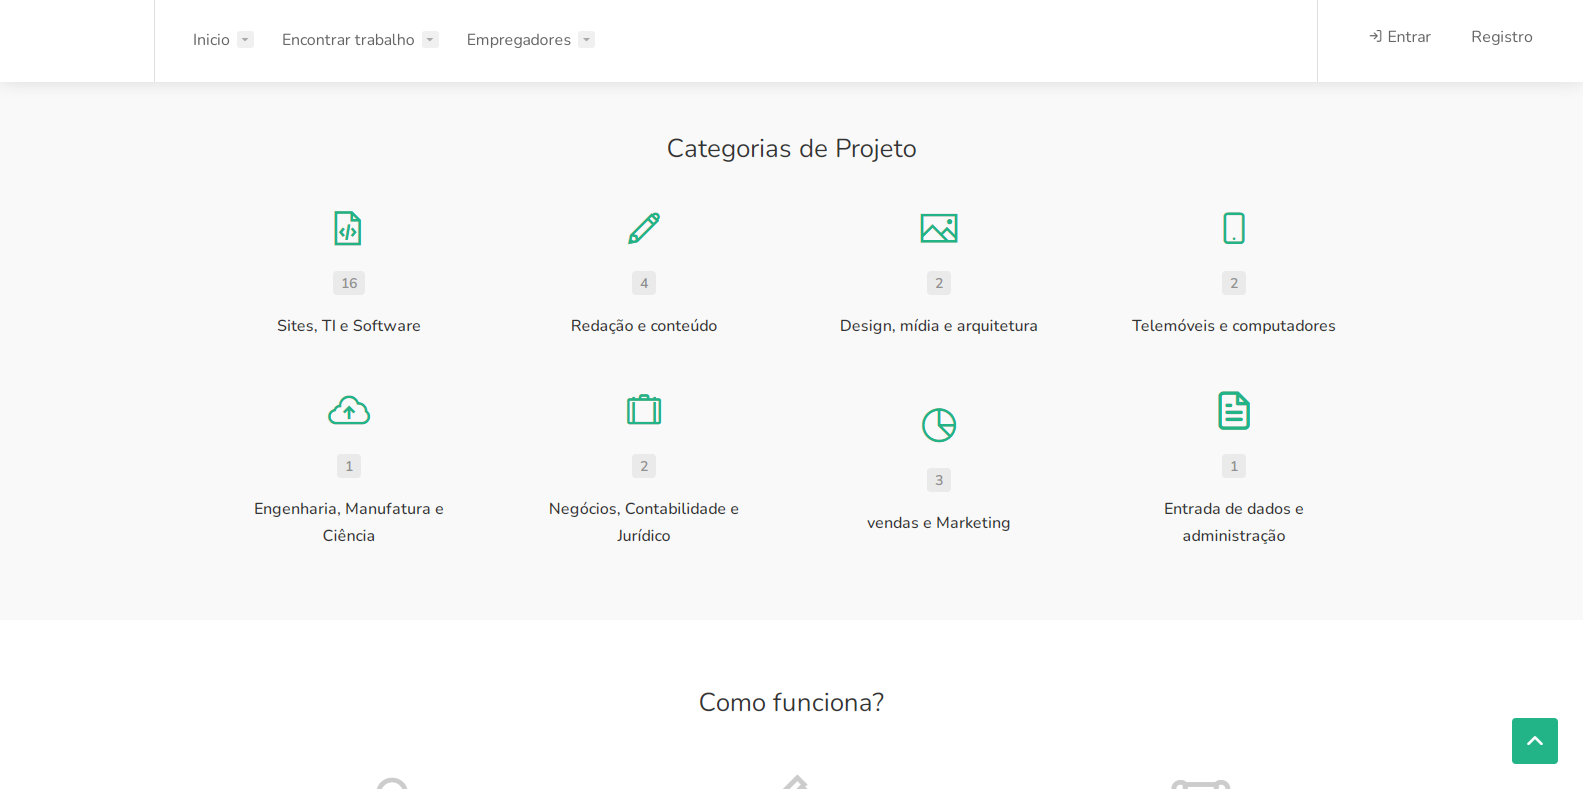 Inicio
Encontrar trabalho
Empregadores
Entrar
Registro
Categorias de Projeto
16
Sites, TI e Software
4
Redação e conteúdo
2
Design, mídia e arquitetura
2
Telemóveis e computadores
1
Engenharia, Manufatura e
Ciência
2
Negócios, Contabilidade e
Jurídico
3
vendas e Marketing
1
Entrada de dados e
administração
Como funciona?